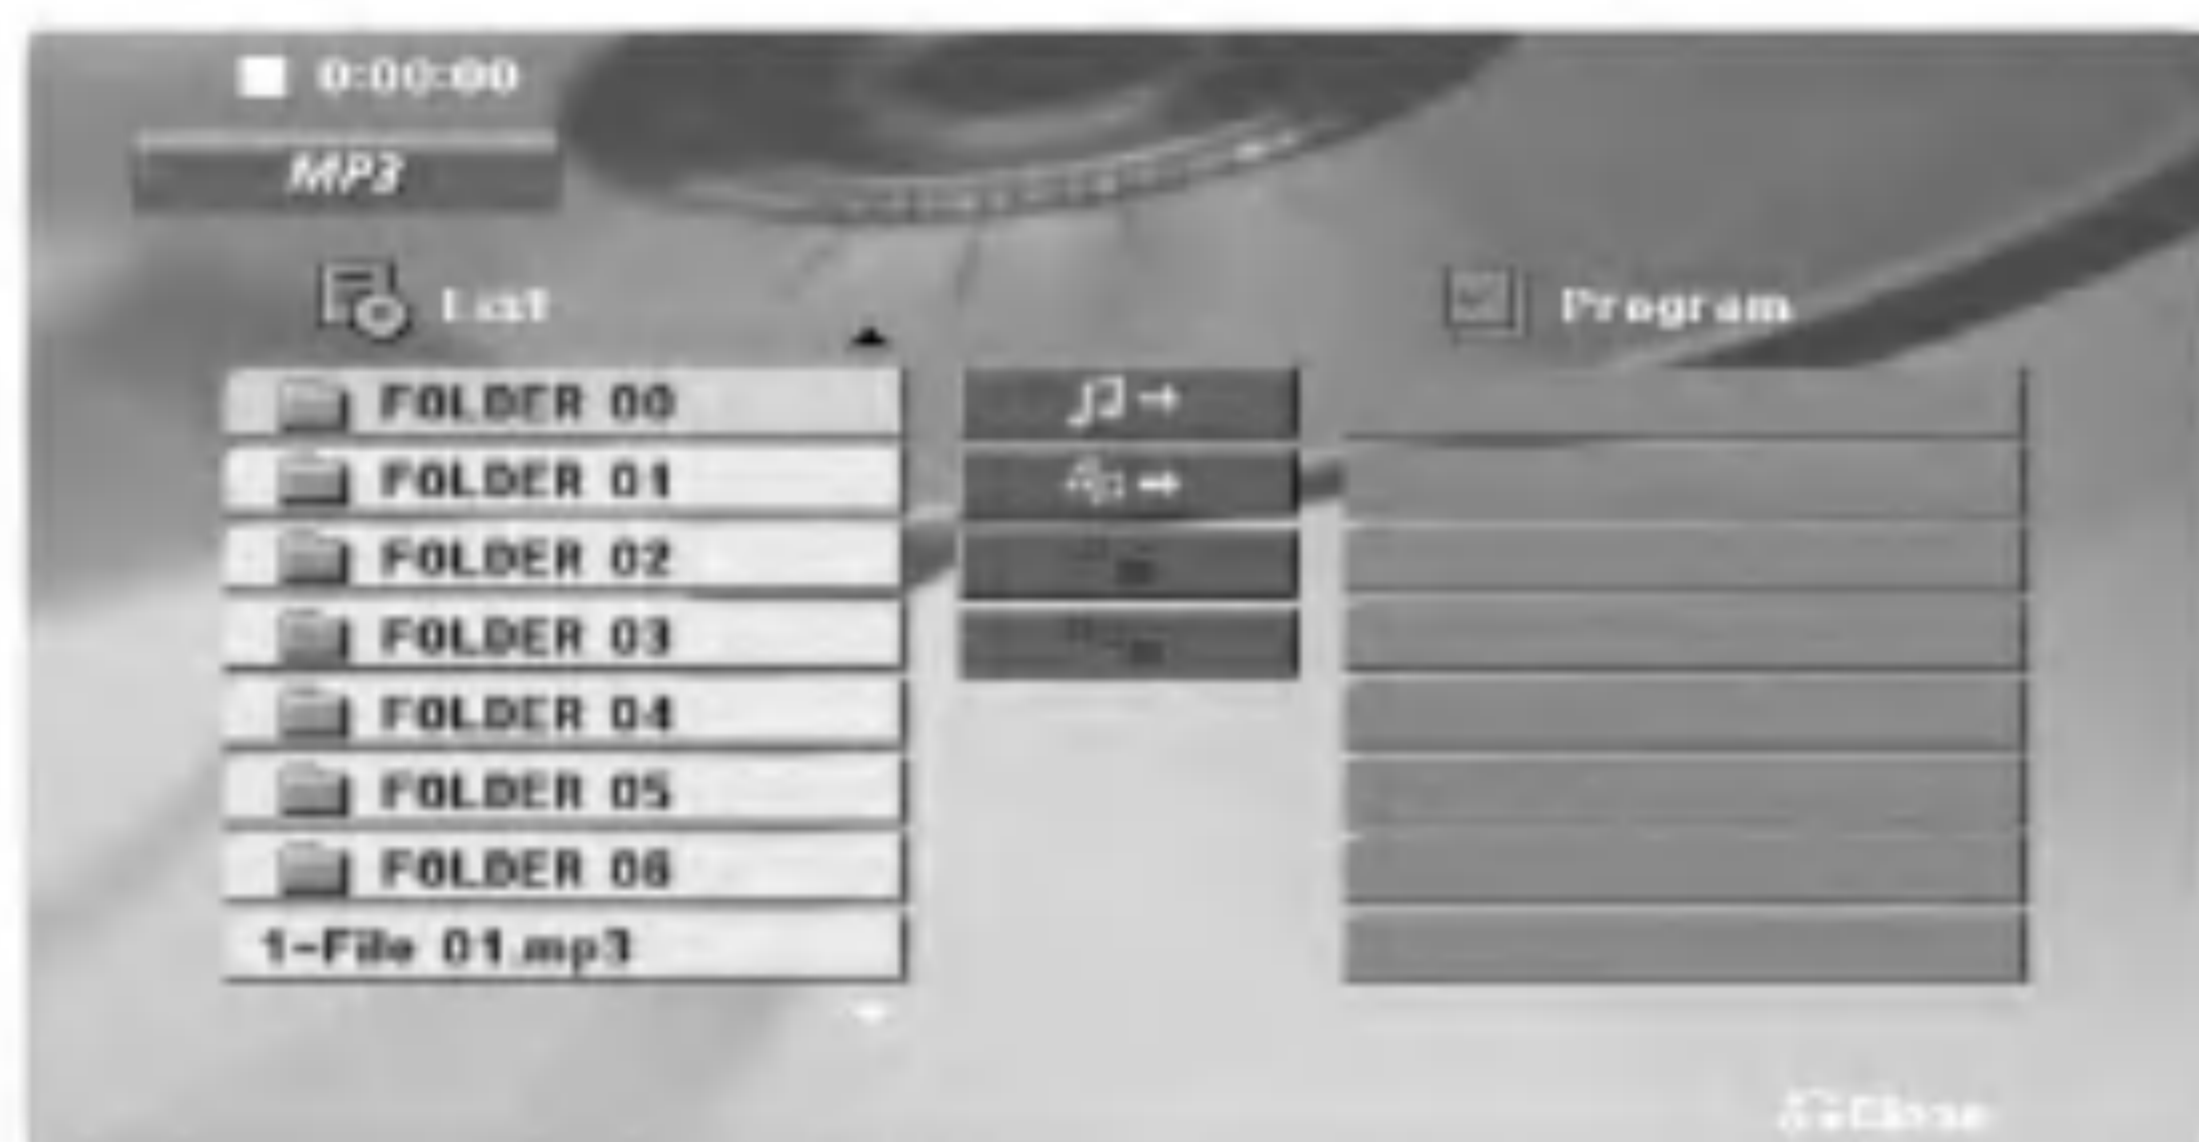 0:00:00
MP3
List
Program
FOLDER 00
FOLDER 01
FOLDER 02
FOLDER 03
FOLDER 04
FOLDER 05
FOLDER 06
1-File 01.mp3
Close